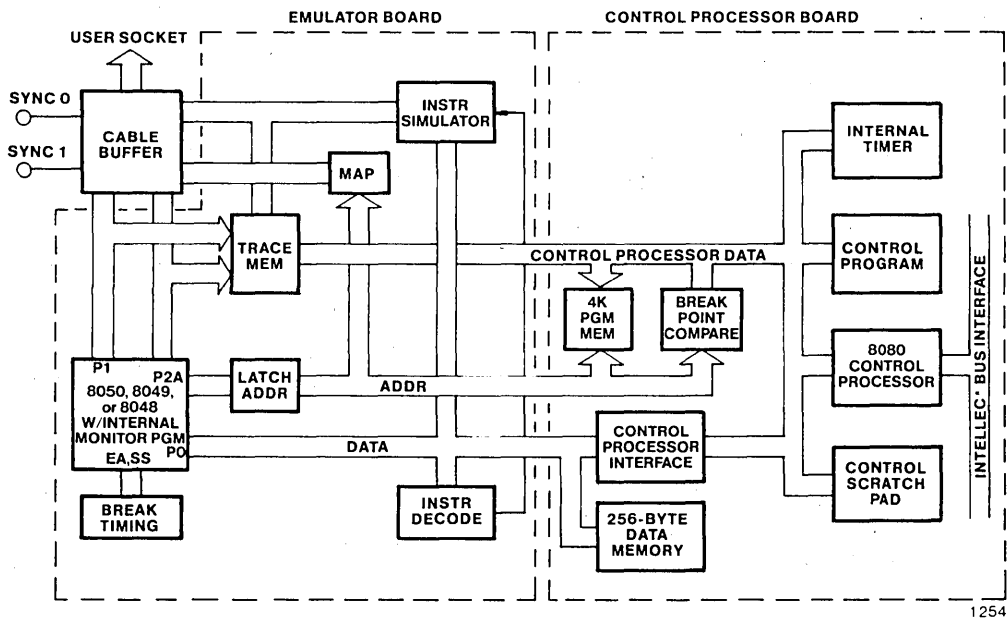 EMULATOR BOARD
CONTROL PROCESSOR BOARD
USER SOCKET
SYNC 0
SYNC 1
CABLE
BUFFER
INSTR
SIMULATOR
MAP
TRACE
MEM
INTERNAL
TIMER
CONTROL PROCESSOR DATA
CONTROL
PROGRAM
4K
PGM
MEM
BREAK
POINT
COMPARE
8080
CONTROL
PROCESSOR
INTELLEC* BUS INTERFACE
P1
P2A
8050, 8049,
or 8048
W/INTERNAL
MONITOR PGM
P0
EA,SS
LATCH
ADDR
ADDR
DATA
CONTROL
PROCESSOR
INTERFACE
CONTROL
SCRATCH
PAD
BREAK
TIMING
INSTR
DECODE
256-BYTE
DATA
MEMORY
1254